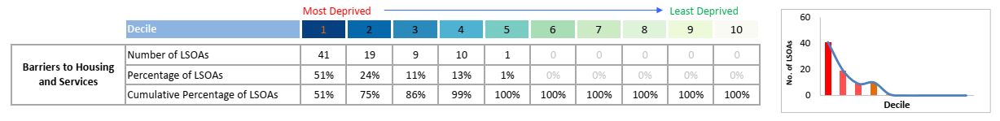 Most Deprived Least Deprived
Decile 1 2 3 4 5 6 7 8 9 10
Barriers to Housing and Services
Number of LSOAs 41 19 9 10 1 0 0 0 0 0
Percentage of LSOAs 51% 24% 11% 13% 1% 0% 0% 0% 0% 0%
Cumulative Percentage of LSOAs 51% 75% 86% 99% 100% 100% 100% 100% 100% 100%
No. of LSOAs
60
40
20
0
Decile